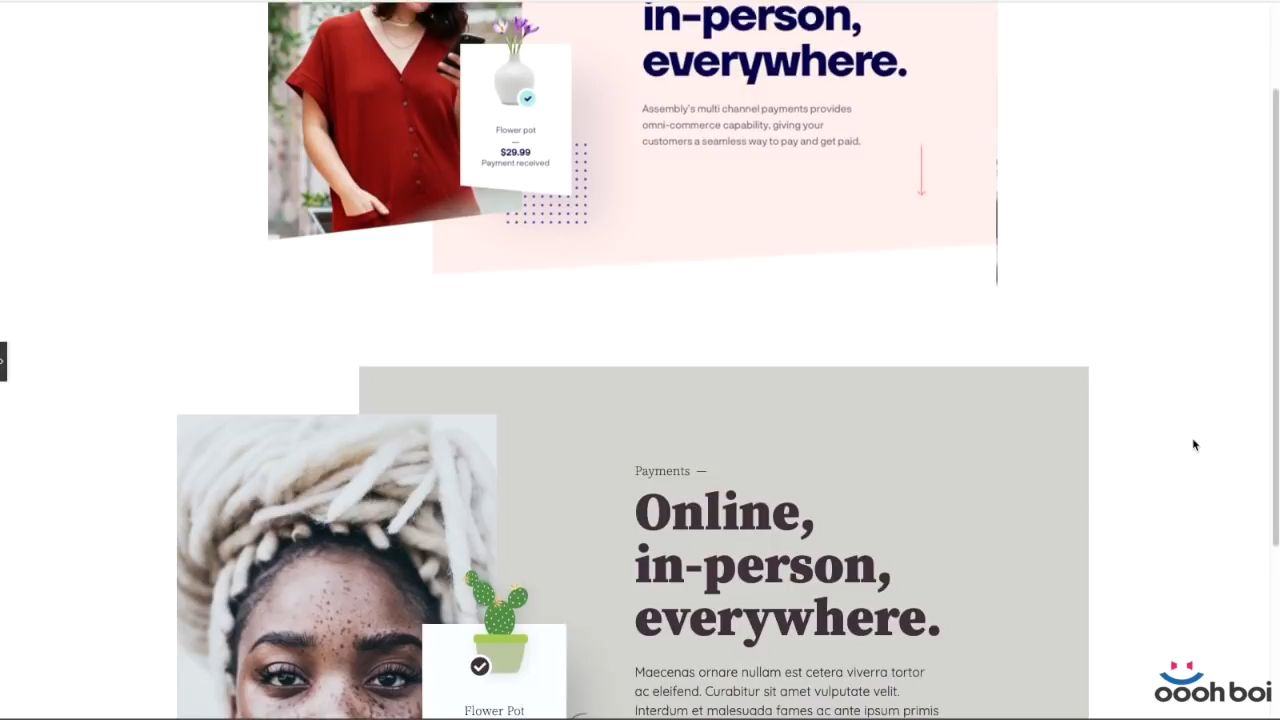 in-person,
everywhere.
Assembly's multi channel payments provides
omni-commerce capability, giving your
customers a seamless way to pay and get paid.
Flower pot
—
$29.99
Payment received
Payments —
Online,
in-person,
everywhere.
Maecenas ornare nullam est cetera viverra tortor
ac eleifend. Curabitur sit amet vulputate velit.
Interdum et malesuada fames ac ante ipsum primis
Flower Pot
oooh boi